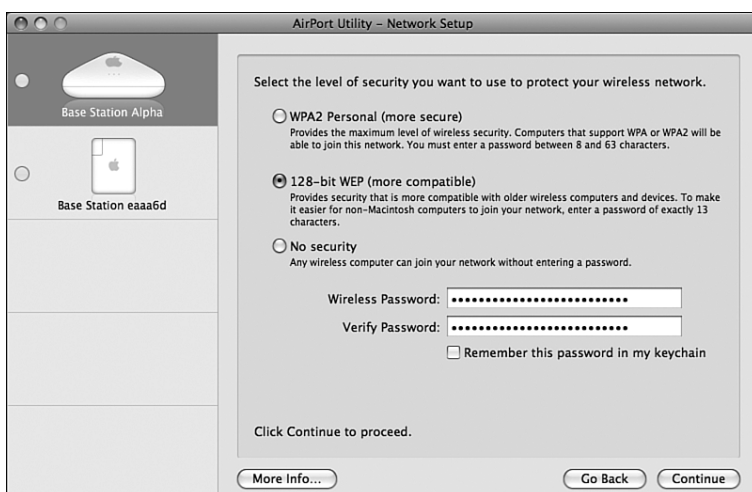 AirPort Utility – Network Setup
Base Station Alpha
Base Station eaaa6d
Select the level of security you want to use to protect your wireless network.
WPA2 Personal (more secure)
Provides the maximum level of wireless security. Computers that support WPA or WPA2 will be
able to join this network. You must enter a password between 8 and 63 characters.
128-bit WEP (more compatible)
Provides security that is more compatible with older wireless computers and devices. To make
it easier for non-Macintosh computers to join your network, enter a password of exactly 13
characters.
No security
Any wireless computer can join your network without entering a password.
Wireless Password: ••••••••••••••••••••••••••
Verify Password: ••••••••••••••••••••••••••
Remember this password in my keychain
Click Continue to proceed.
More Info...
Go Back
Continue